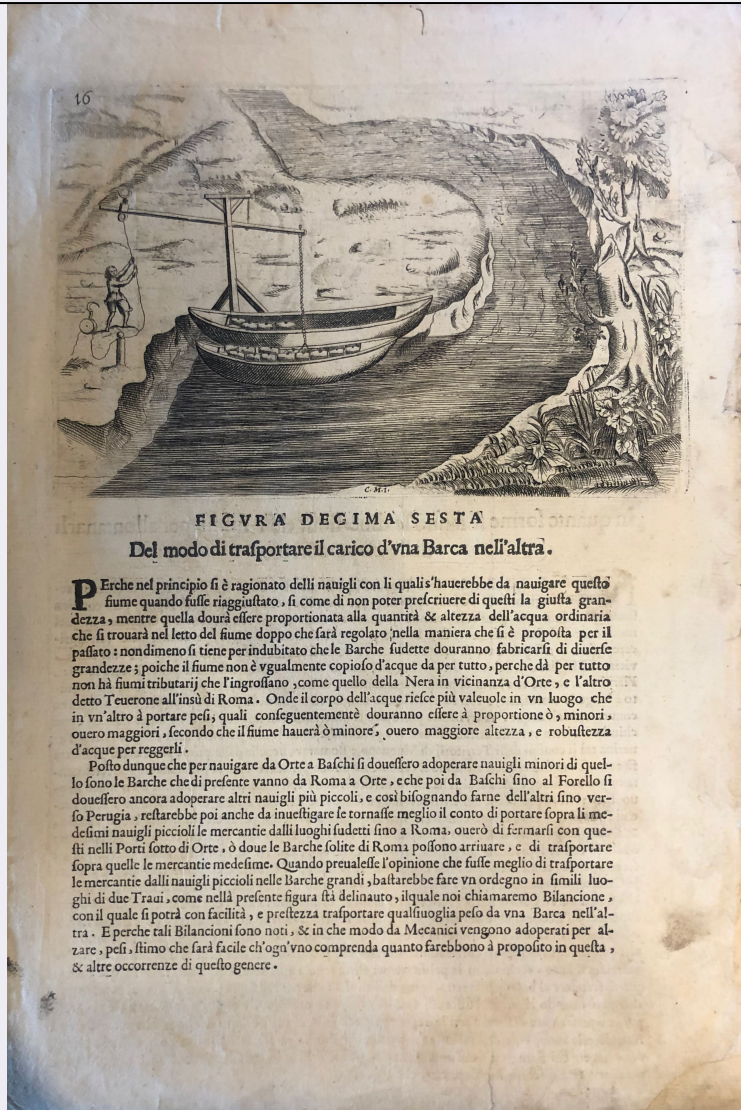 16
C. M. I.
FIGVRA DECIMA SESTA
Del modo di traſportare il carico d'vna Barca nell'altra.
PErche nel principio ſi è ragionato delli nauigli con li quali s'hauerebbe da nauigare queſto
fiume quando fuſſe riaggiuſtato, ſi come di non poter preſcriuere di queſti la giuſta gran-
dezza, mentre quella dourà eſſere proportionata alla quantità & altezza dell'acqua ordinaria
che ſi trouarà nel letto del fiume doppo che ſarà regolato nella maniera che ſi è propoſta per il
paſſato: nondimeno ſi tiene per indubitato che le Barche ſudette douranno fabricarſi di diuerſe
grandezze; poiche il fiume non è vgualmente copioſo d'acque da per tutto, perche dà per tutto
non hà fiumi tributarij che l'ingroſſano, come quello della Nera in vicinanza d'Orte, e l'altro
detto Teuerone all'insù di Roma. Onde il corpo dell'acque rieſce più valeuole in vn luogo che
in vn'altro à portare peſi, quali conſeguentemente douranno eſſere à proportione ò, minori,
ouero maggiori, ſecondo che il fiume hauerà ò minore, ouero maggiore altezza, e robuſtezza
d'acque per reggerli.
Poſto dunque che per nauigare da Orte a Baſchi ſi doueſſero adoperare nauigli minori di quel-
lo ſono le Barche che di preſente vanno da Roma a Orte, e che poi da Baſchi ſino al Forello ſi
doueſſero ancora adoperare altri nauigli più piccoli, e così biſognando farne dell'altri ſino ver-
ſo Perugia, reſtarebbe poi anche da inueſtigare ſe tornaſſe meglio il conto di portare ſopra li me-
deſimi nauigli piccioli le mercantie dalli luoghi ſudetti ſino a Roma, ouerò di fermarſi con que-
ſti nelli Porti ſotto di Orte, ò doue le Barche ſolite di Roma poſſono arriuare, e di traſportare
ſopra quelle le mercantie medeſime. Quando preualeſſe l'opinione che fuſſe meglio di traſportare
le mercantie dalli nauigli piccioli nelle Barche grandi, baſtarebbe fare vn ordegno in ſimili luo-
ghi di due Traui, come nella preſente figura ſtà delinauto, ilquale noi chiamaremo Bilancione,
con il quale ſi potrà con facilità, e preſtezza traſportare qualſiuoglia peſo da vna Barca nell'al-
tra. E perche tali Bilancioni ſono noti, & in che modo da Mecanici vengono adoperati per al-
zare, peſi, ſtimo che ſarà facile ch'ogn'vno comprenda quanto ſarebbono à propoſito in queſta,
& altre occorrenze di queſto genere.